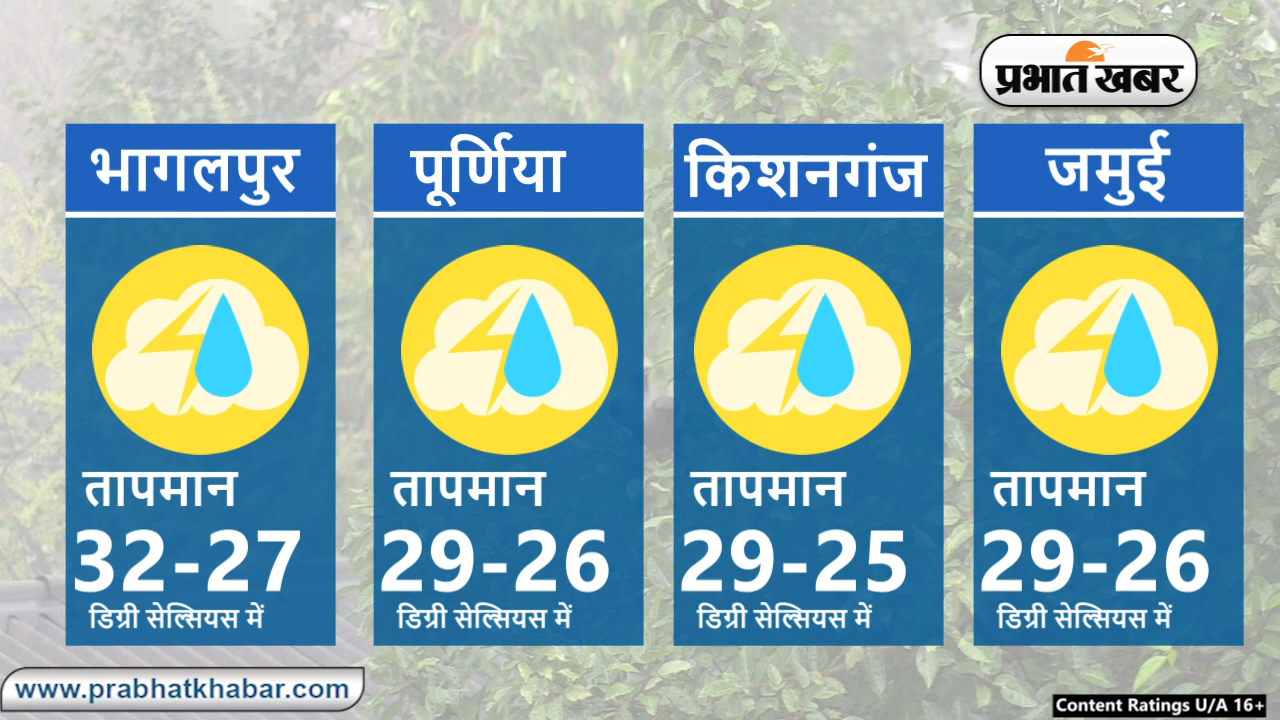 प्रभात खबर
भागलपुर
तापमान
32-27
डिग्री सेल्सियस में
पूर्णिया
तापमान
29-26
डिग्री सेल्सियस में
किशनगंज
तापमान
29-25
डिग्री सेल्सियस में
जमुई
तापमान
29-26
डिग्री सेल्सियस में
www.prabhatkhabar.com
Content Ratings U/A 16+